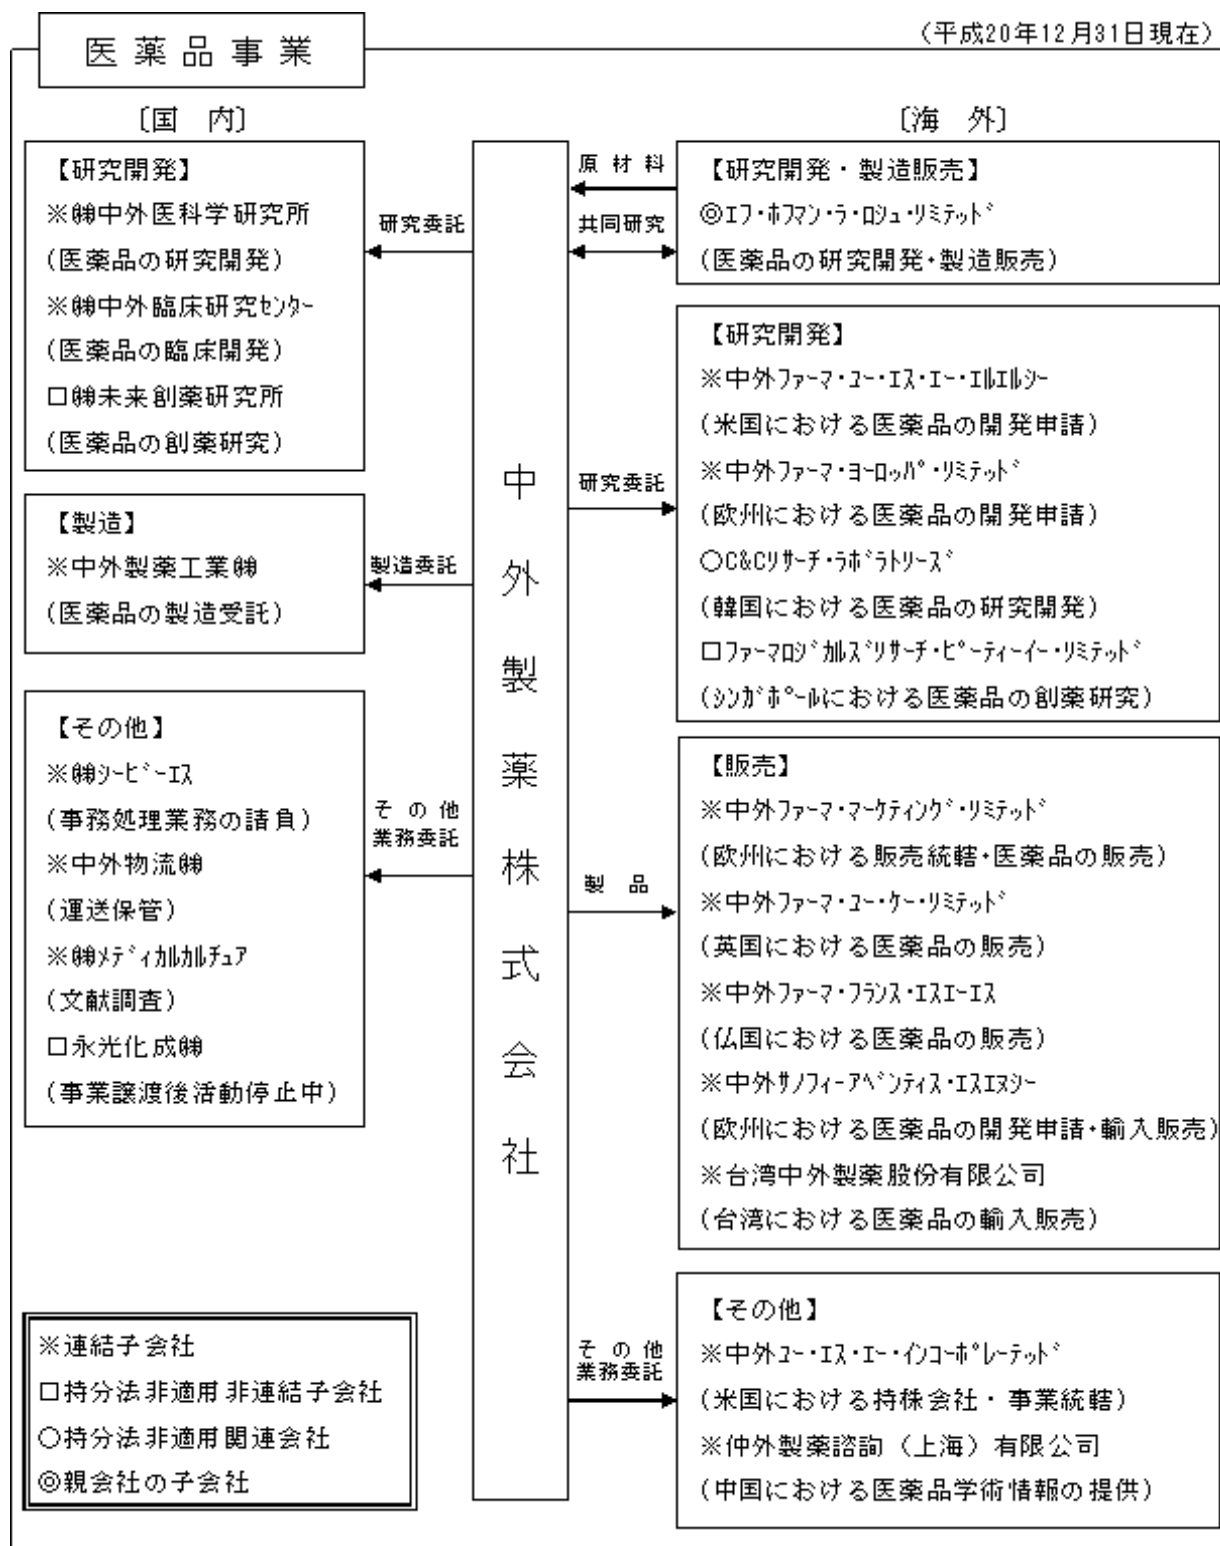 医薬品事業
（平成20年12月31日現在）
〔国　内〕
【研究開発】
※㈱中外医科学研究所
（医薬品の研究開発）
※㈱中外臨床研究ｾﾝﾀｰ
（医薬品の臨床開発）
□㈱未来創薬研究所
（医薬品の創薬研究）
【製造】
※中外製薬工業㈱
（医薬品の製造受託）
【その他】
※㈱ｼｰﾋﾞｰｴｽ
（事務処理業務の請負）
※中外物流㈱
（運送保管）
※㈱ﾒﾃﾞｨｶﾙｶﾙﾁｭｱ
（文献調査）
□永光化成㈱
（事業譲渡後活動停止中）
研究委託
製造委託
その他
業務委託
中外製薬株式会社
原材料
共同研究
研究委託
製品
その他
業務委託
〔海　外〕
【研究開発・製造販売】
◎ｴﾌ･ﾎﾌﾏﾝ･ﾗ･ﾛｼｭ･ﾘﾐﾃｯﾄﾞ
（医薬品の研究開発･製造販売）
【研究開発】
※中外ﾌｧｰﾏ･ﾕｰ･ｴｽ･ｴｰ･ｴﾙｴﾙｼｰ
（米国における医薬品の開発申請）
※中外ﾌｧｰﾏ･ﾖｰﾛｯﾊﾟ･ﾘﾐﾃｯﾄﾞ
（欧州における医薬品の開発申請）
○C&Cﾘｻｰﾁ･ﾗﾎﾞﾗﾄﾘｰｽﾞ
（韓国における医薬品の研究開発）
□ﾌｧｰﾏﾛｼﾞｶﾙｽﾞﾘｻｰﾁ･ﾋﾟｰﾃｨｰｲｰ･ﾘﾐﾃｯﾄﾞ
（ｼﾝｶﾞﾎﾟｰﾙにおける医薬品の創薬研究）
【販売】
※中外ﾌｧｰﾏ･ﾏｰｹﾃｨﾝｸﾞ･ﾘﾐﾃｯﾄﾞ
（欧州における販売統轄･医薬品の販売）
※中外ﾌｧｰﾏ･ﾕｰ･ｹｰ･ﾘﾐﾃｯﾄﾞ
（英国における医薬品の販売）
※中外ﾌｧｰﾏ･ﾌﾗﾝｽ･ｴｽｴｰｴｽ
（仏国における医薬品の販売）
※中外ｻﾉﾌｨｰｱﾍﾞﾝﾃｨｽ･ｴｽｴﾇｼｰ
（欧州における医薬品の開発申請･輸入販売）
※台湾中外製薬股份有限公司
（台湾における医薬品の輸入販売）
【その他】
※中外ﾕｰ･ｴｽ･ｴｰ･ｲﾝｺｰﾎﾟﾚｰﾃｯﾄﾞ
（米国における持株会社・事業統轄）
※仲外製薬諮詢（上海）有限公司
（中国における医薬品学術情報の提供）
※連結子会社
□持分法非適用非連結子会社
○持分法非適用関連会社
◎親会社の子会社